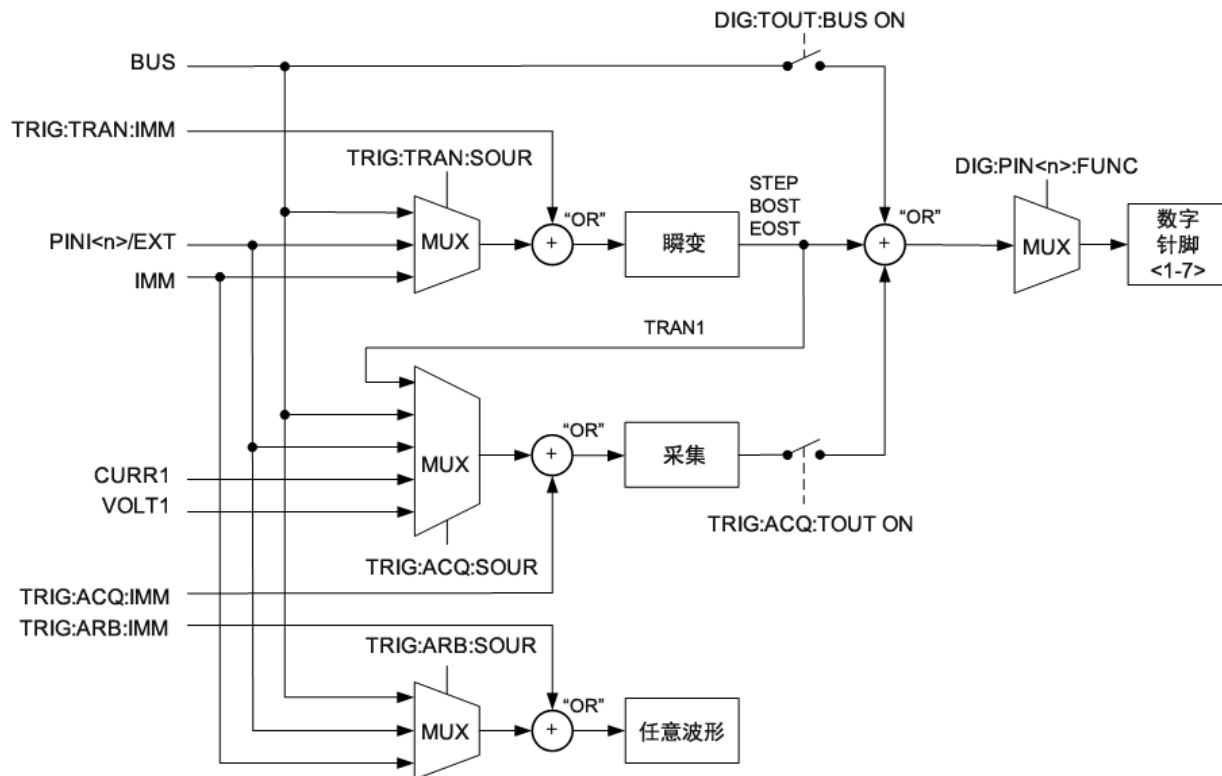 DIG:TOUT:BUS ON
BUS
TRIG:TRAN:IMM
TRIG:TRAN:SOUR
DIG:PIN<n>:FUNC
STEP
BOST
EOST
"OR"
"OR"
PINI<n>/EXT
MUX
+
瞬变
+
MUX
数字
针脚
<1-7>
IMM
TRAN1
"OR"
MUX
+
采集
CURR1
VOLT1
TRIG:ACQ:TOUT ON
TRIG:ACQ:SOUR
TRIG:ACQ:IMM
TRIG:ARB:IMM
TRIG:ARB:SOUR
"OR"
MUX
+
任意波形